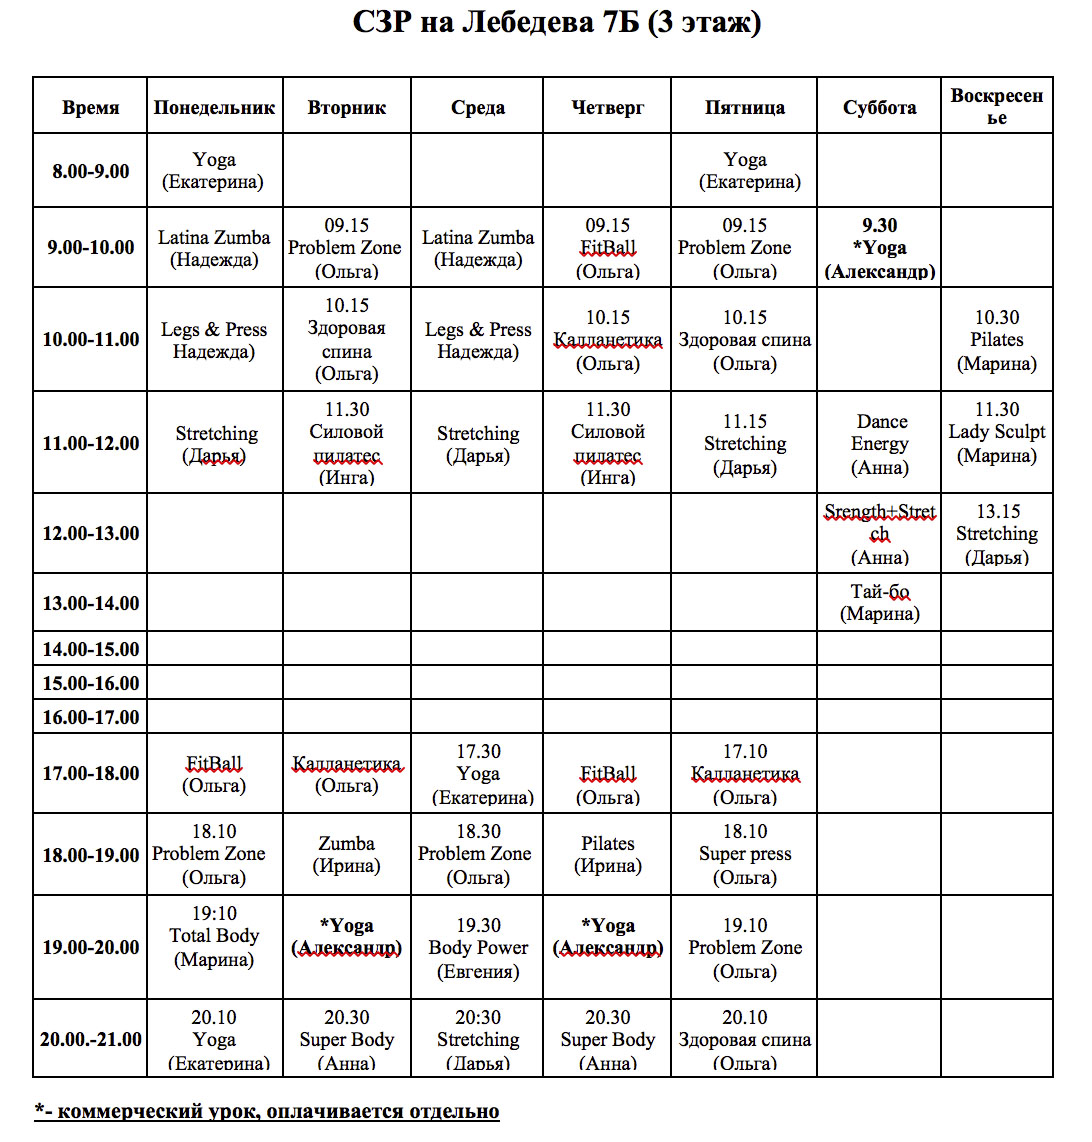 СЗР на Лебедева 7Б (3 этаж)
Время Понедельник Вторник Среда Четверг Пятница Суббота Воскресен
ье
8.00-9.00
Yoga
(Екатерина)
Yoga
(Екатерина)
9.00-10.00
Latina Zumba
(Надежда)
09.15
Problem Zone
(Ольга)
Latina Zumba
(Надежда)
09.15
FitBall
(Ольга)
09.15
Problem Zone
(Ольга)
9.30
*Yoga
(Александр)
10.00-11.00
Legs & Press
Надежда)
10.15
Здоровая
спина
(Ольга)
Legs & Press
Надежда)
10.15
Калланетика
(Ольга)
10.15
Здоровая спина
(Ольга)
10.30
Pilates
(Марина)
11.00-12.00
Stretching
(Дарья)
11.30
Силовой
пилатес
(Инга)
Stretching
(Дарья)
11.30
Силовой
пилатес
(Инга)
11.15
Stretching
(Дарья)
Dance
Energy
(Анна)
11.30
Lady Sculpt
(Марина)
12.00-13.00
Srength+Stret
ch
(Анна)
13.15
Stretching
(Дарья)
13.00-14.00
Тай-бо
(Марина)
14.00-15.00
15.00-16.00
16.00-17.00
17.00-18.00
FitBall
(Ольга)
Калланетика
(Ольга)
17.30
Yoga
(Екатерина)
FitBall
(Ольга)
17.10
Калланетика
(Ольга)
18.00-19.00
18.10
Problem Zone
(Ольга)
Zumba
(Ирина)
18.30
Problem Zone
(Ольга)
Pilates
(Ирина)
18.10
Super press
(Ольга)
19.00-20.00
19:10
Total Body
(Марина)
*Yoga
(Александр)
19.30
Body Power
(Евгения)
*Yoga
(Александр)
19.10
Problem Zone
(Ольга)
20.00.-21.00
20.10
Yoga
(Екатерина)
20.30
Super Body
(Анна)
20:30
Stretching
(Дарья)
20.30
Super Body
(Анна)
20.10
Здоровая спина
(Ольга)
*- коммерческий урок, оплачивается отдельно